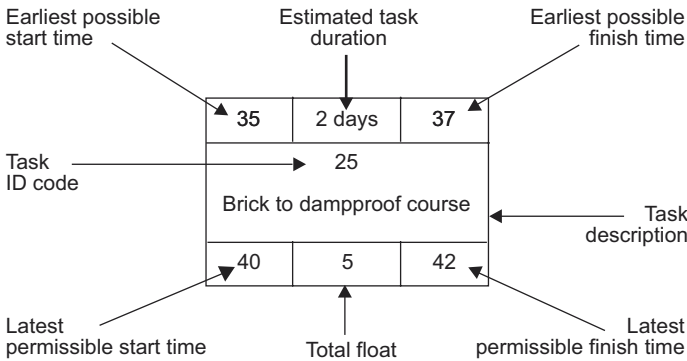 Earliest possible
start time
Estimated task
duration
Earliest possible
finish time
35
2 days
37
Task
ID code
25
Brick to dampproof course
Task
description
40
5
42
Latest
permissible start time
Total float
Latest
permissible finish time